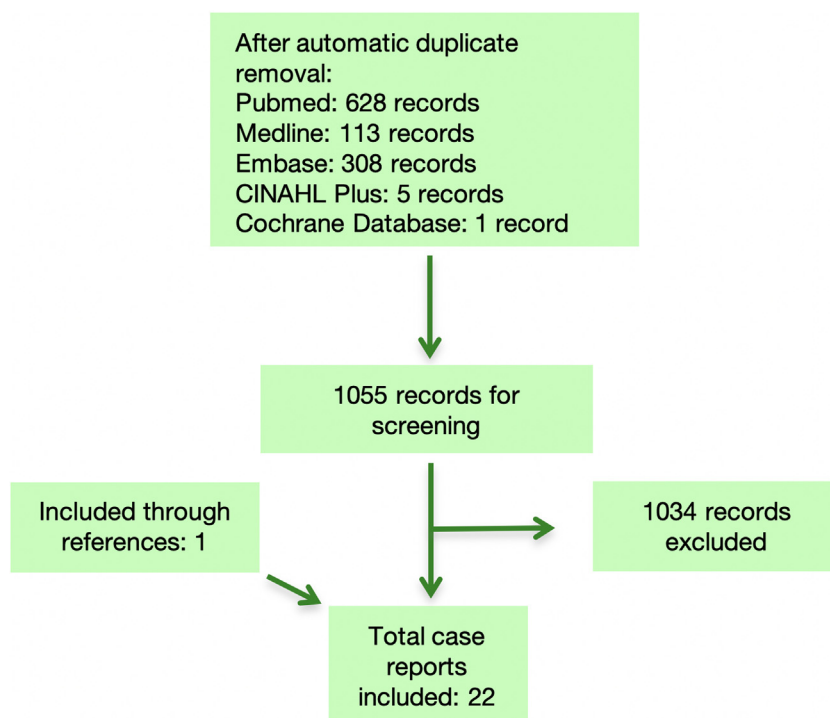 After automatic duplicate
removal:
Pubmed: 628 records
Medline: 113 records
Embase: 308 records
CINAHL Plus: 5 records
Cochrane Database: 1 record
1055 records for
screening
Included through
references: 1
1034 records
excluded
Total case
reports
included: 22